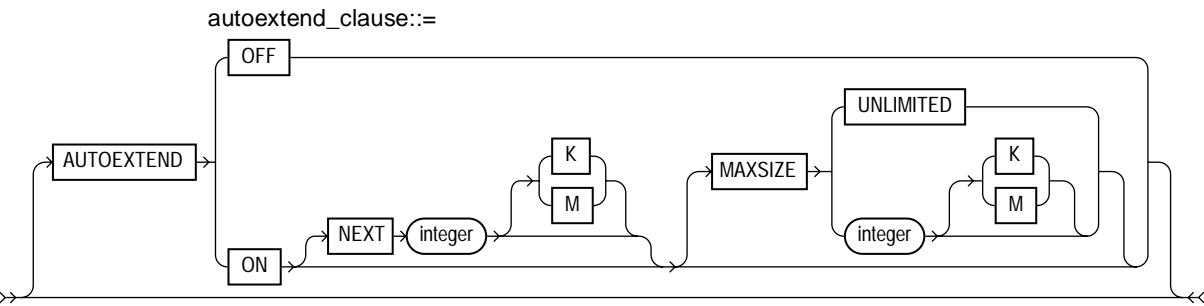 autoextend_clause::=
OFF
UNLIMITED
AUTOEXTEND
K
MAXSIZE
K
M
M
NEXT
integer
integer
ON